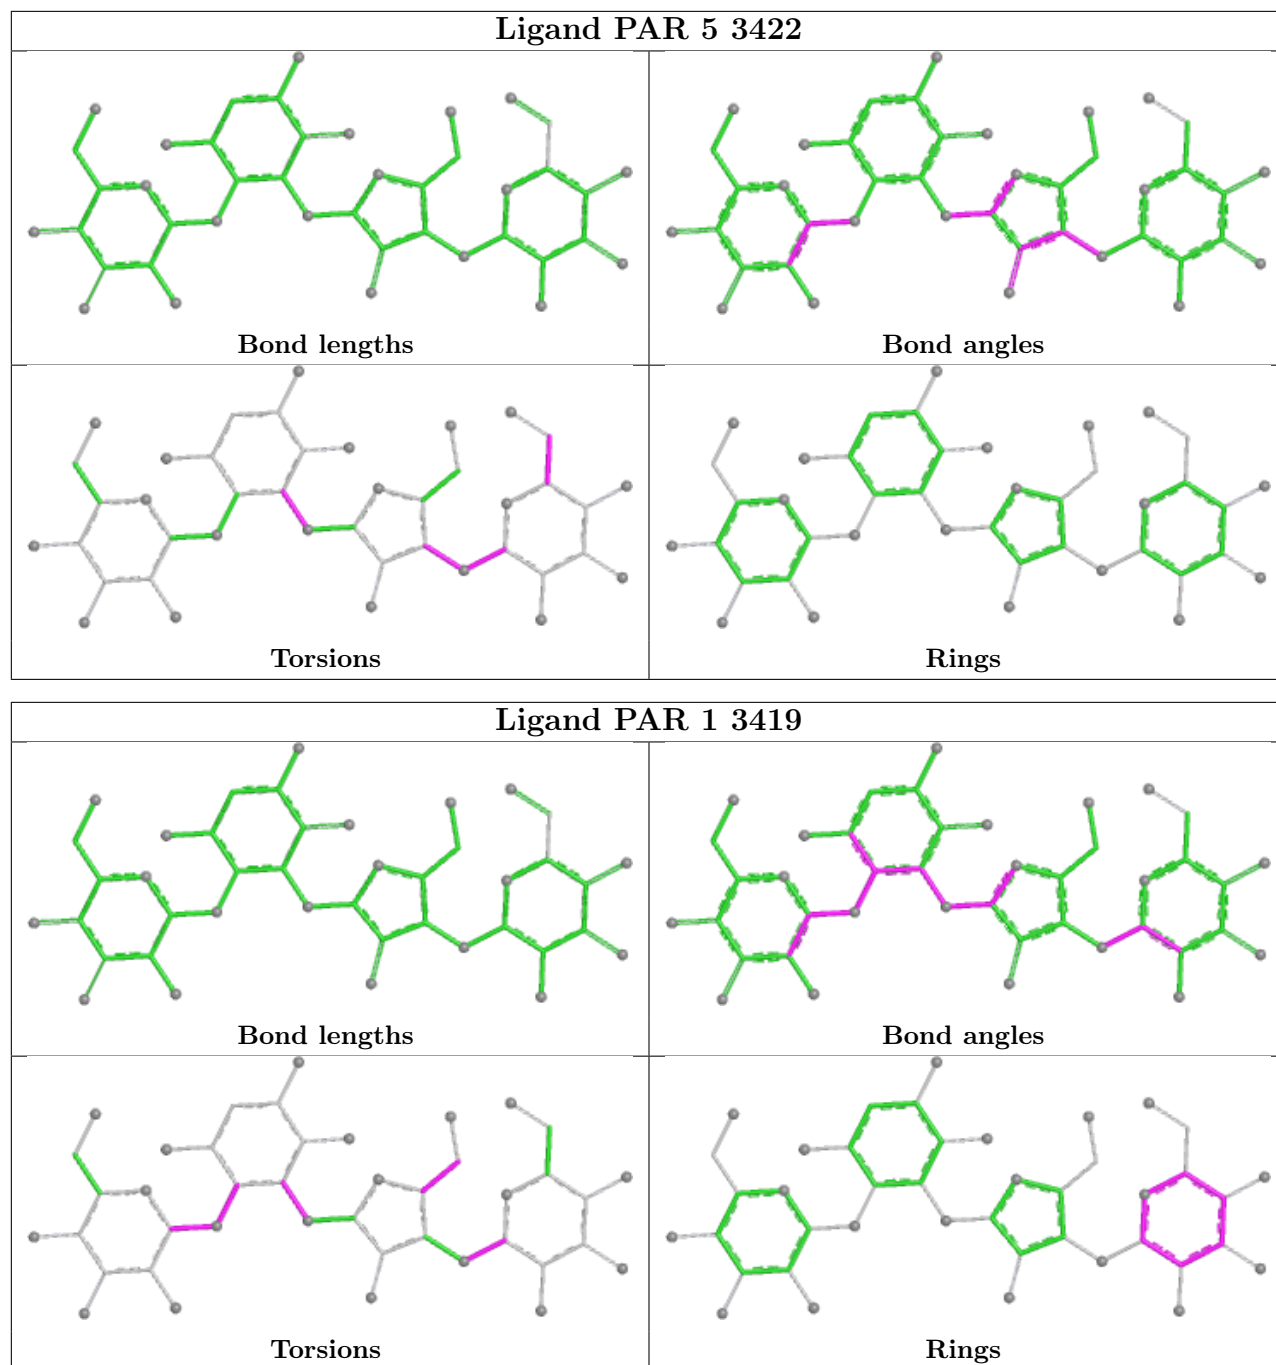 Ligand PAR 5 3422
Bond lengths
Bond angles
Torsions
Rings
Ligand PAR 1 3419
Bond lengths
Bond angles
Torsions
Rings